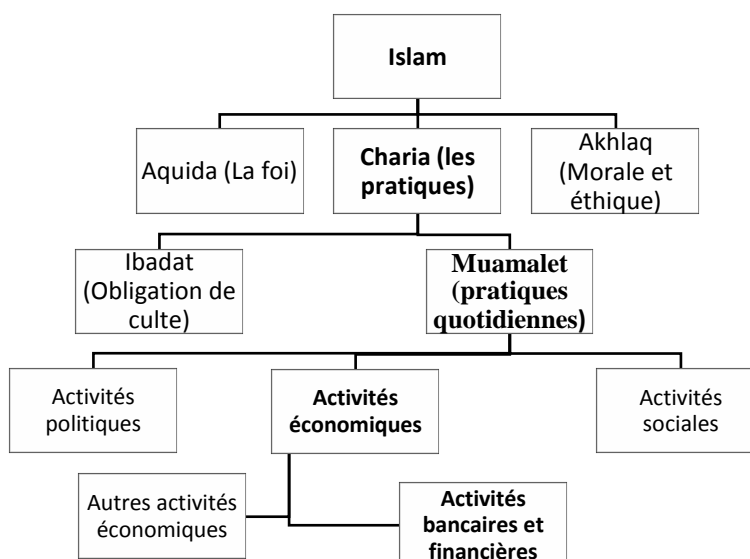 Islam
Aquida (La foi)
Charia (les
pratiques)
Akhlaq
(Morale et
éthique)
Ibadat
(Obligation de
culte)
Muamalet
(pratiques
quotidiennes)
Activités
politiques
Activités
économiques
Activités
sociales
Autres activités
économiques
Activités
bancaires et
financières